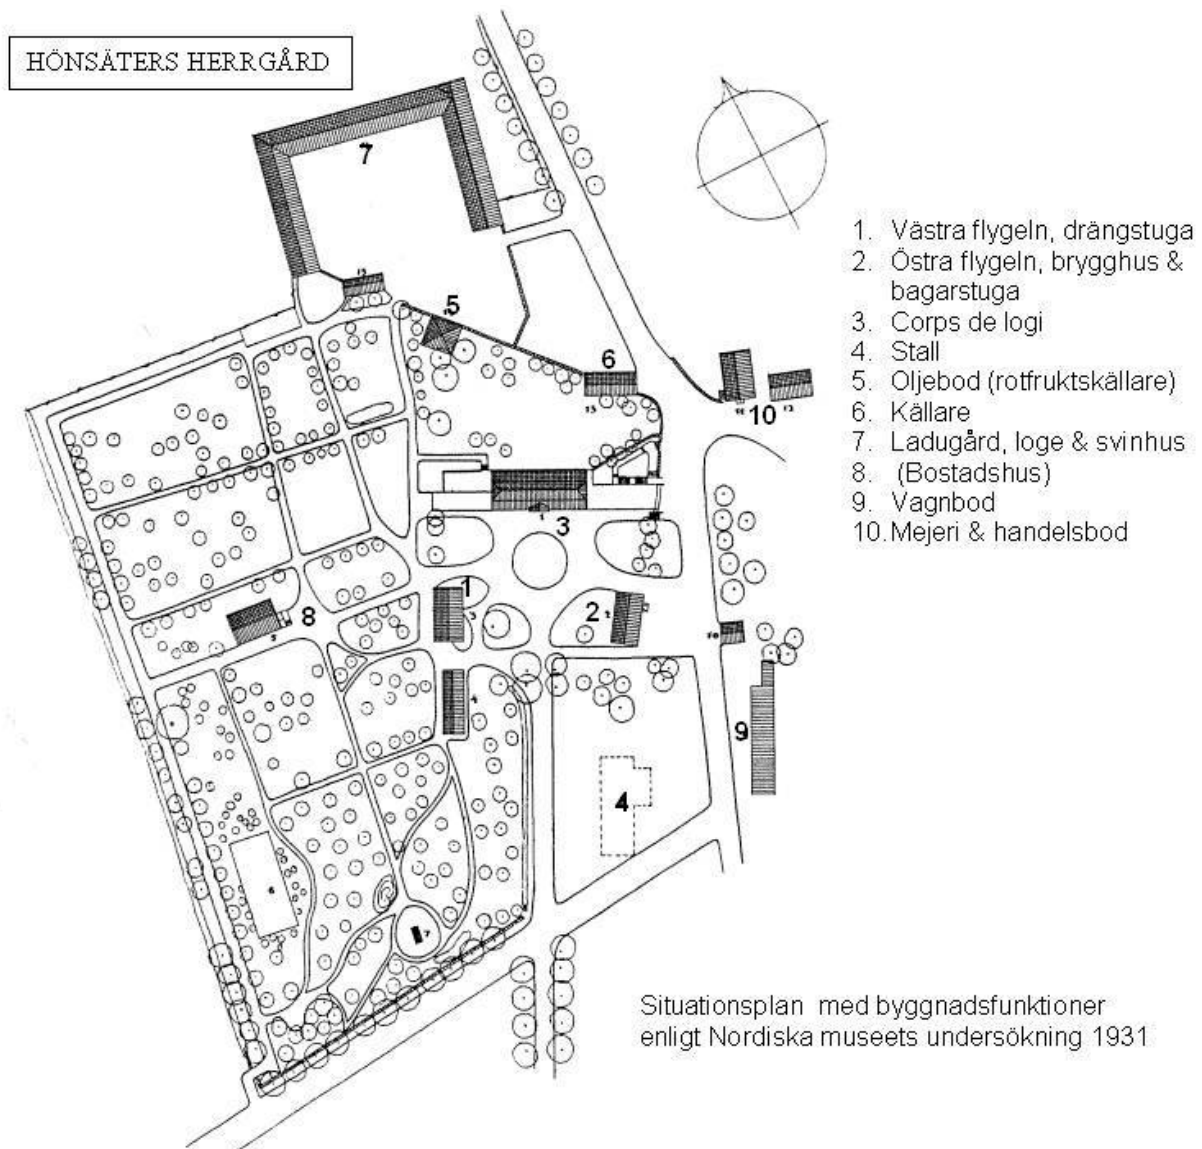 HÖNSÄTERS HERRGÅRD
1. Västra flygeln, drängstuga
2. Östra flygeln, brygghus &
bagarstuga
3. Corps de logi
4. Stall
5. Oljebod (rotfruktskällare)
6. Källare
7. Ladugård, loge & svinhus
8. (Bostadshus)
9. Vagnbod
10. Mejeri & handelsbod
7
5
6
10
3
1
2
8
9
4
Situationsplan med byggnadsfunktioner
enligt Nordiska museets undersökning 1931